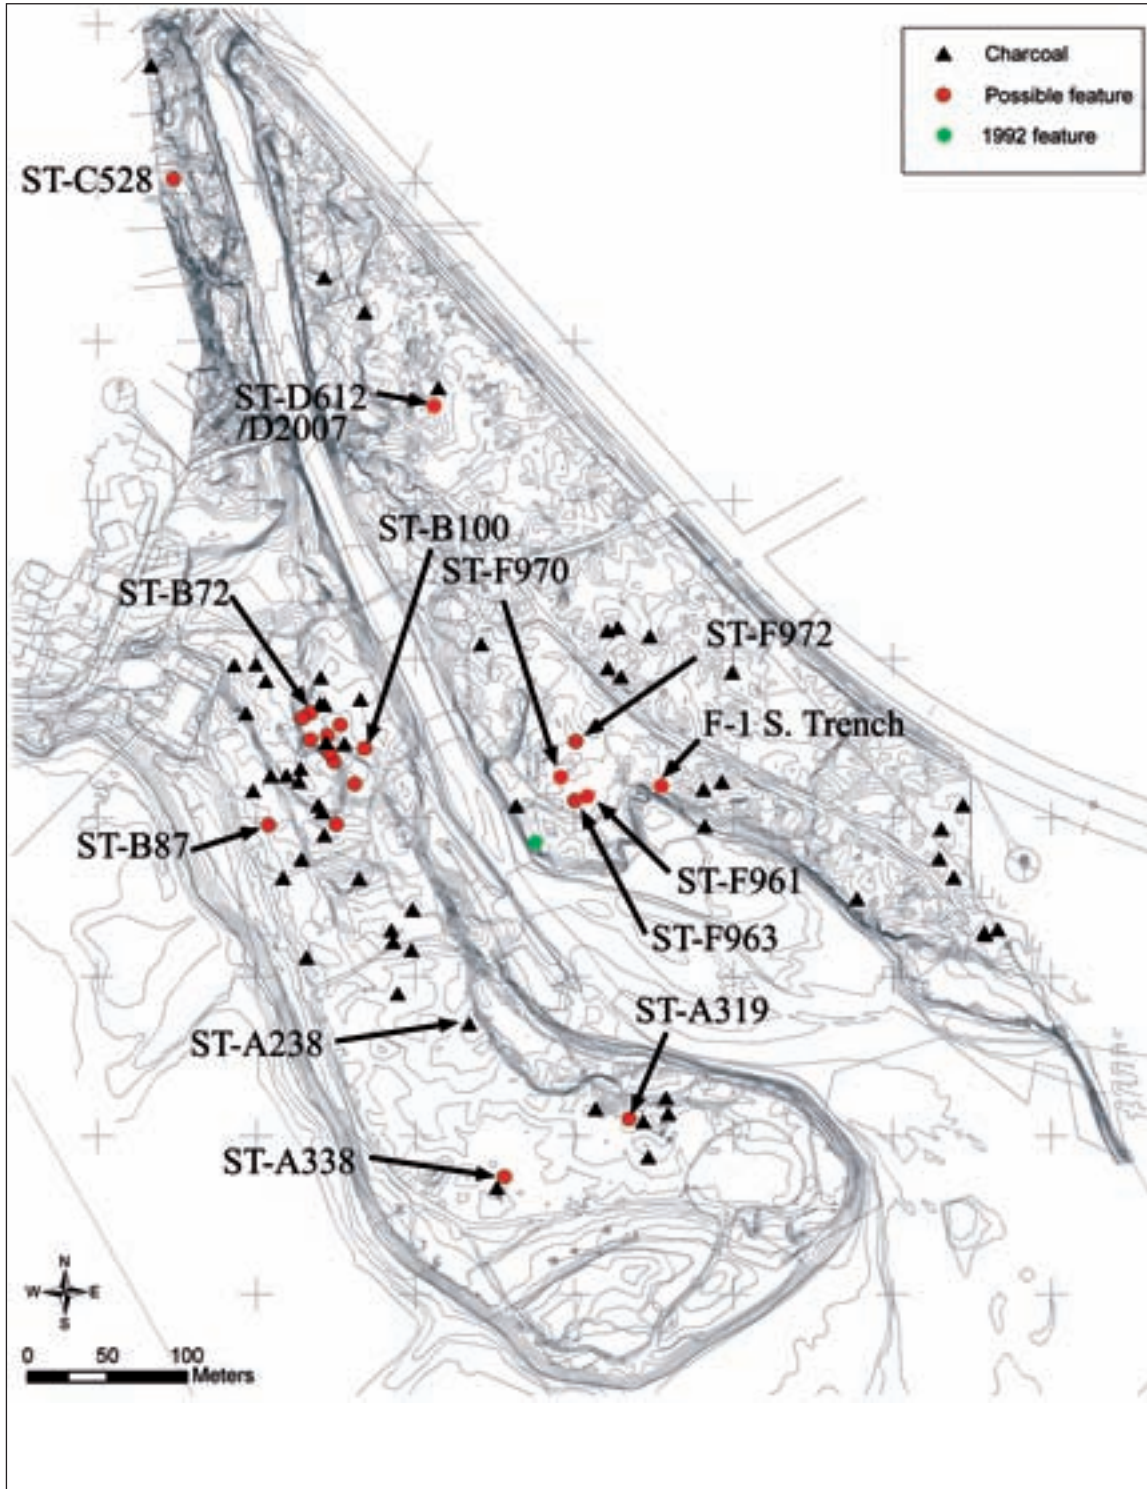 Charcoal
Possible feature
1992 feature
ST-C528
ST-D612
/D2007
ST-B100
ST-F970
ST-B72
ST-F972
F-1 S. Trench
ST-B87
ST-F961
ST-F963
ST-A319
ST-A238
ST-A338
N
W E
S
0 50 100
Meters